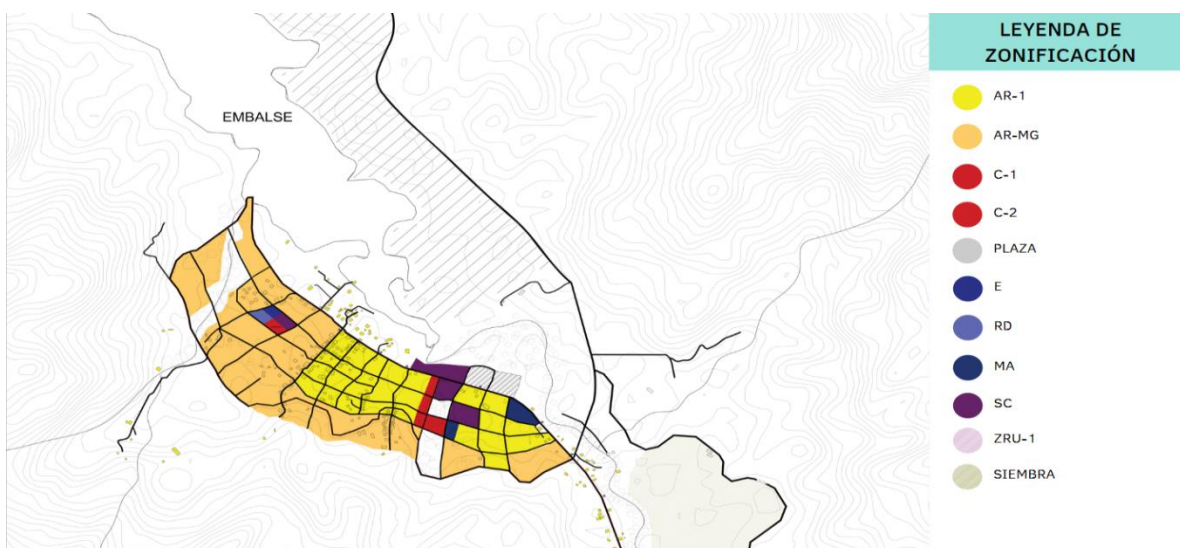 EMBALSE
LEYENDA DE
ZONIFICACIÓN
AR-1
AR-MG
C-1
C-2
PLAZA
E
RD
MA
SC
ZRU-1
SIEMBRA